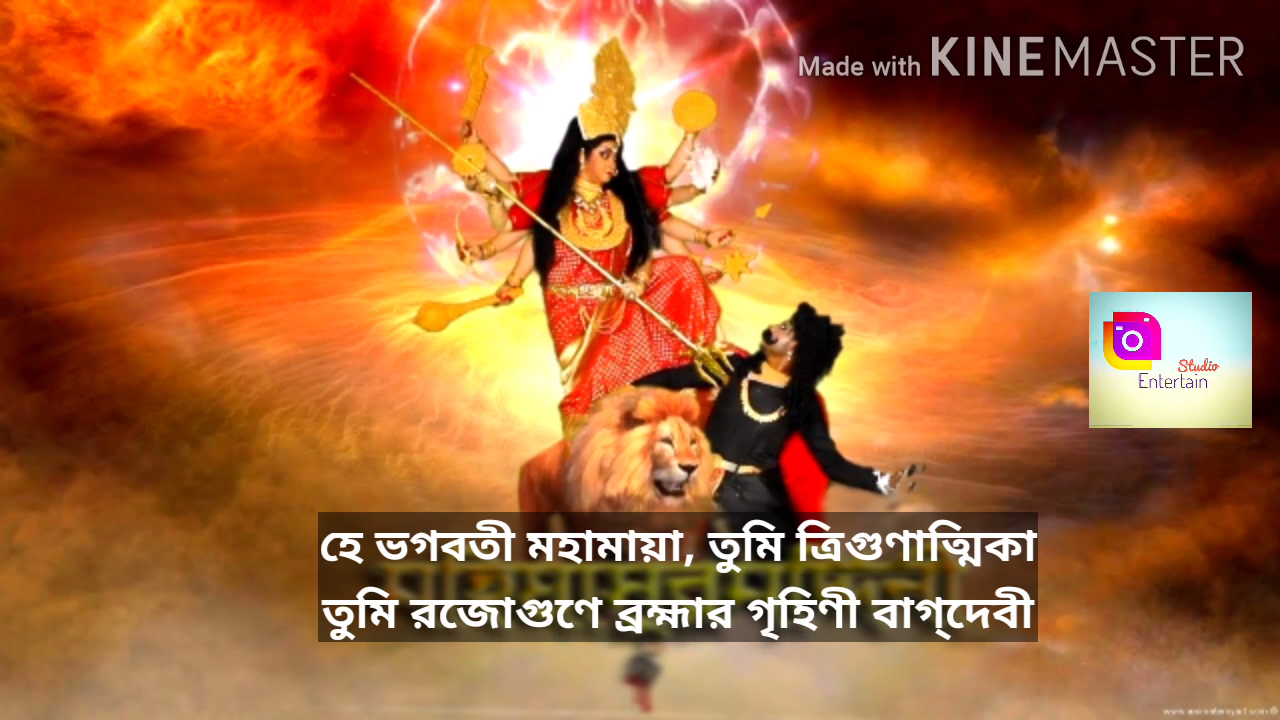 Made with KINEMASTER
Studio
Entertain
হে ভগবতী মহামায়া, তুমি ত্রিগুণাত্মিকা
তুমি রজোগুণে ব্রহ্মার গৃহিণী বাগ্‌দেবী